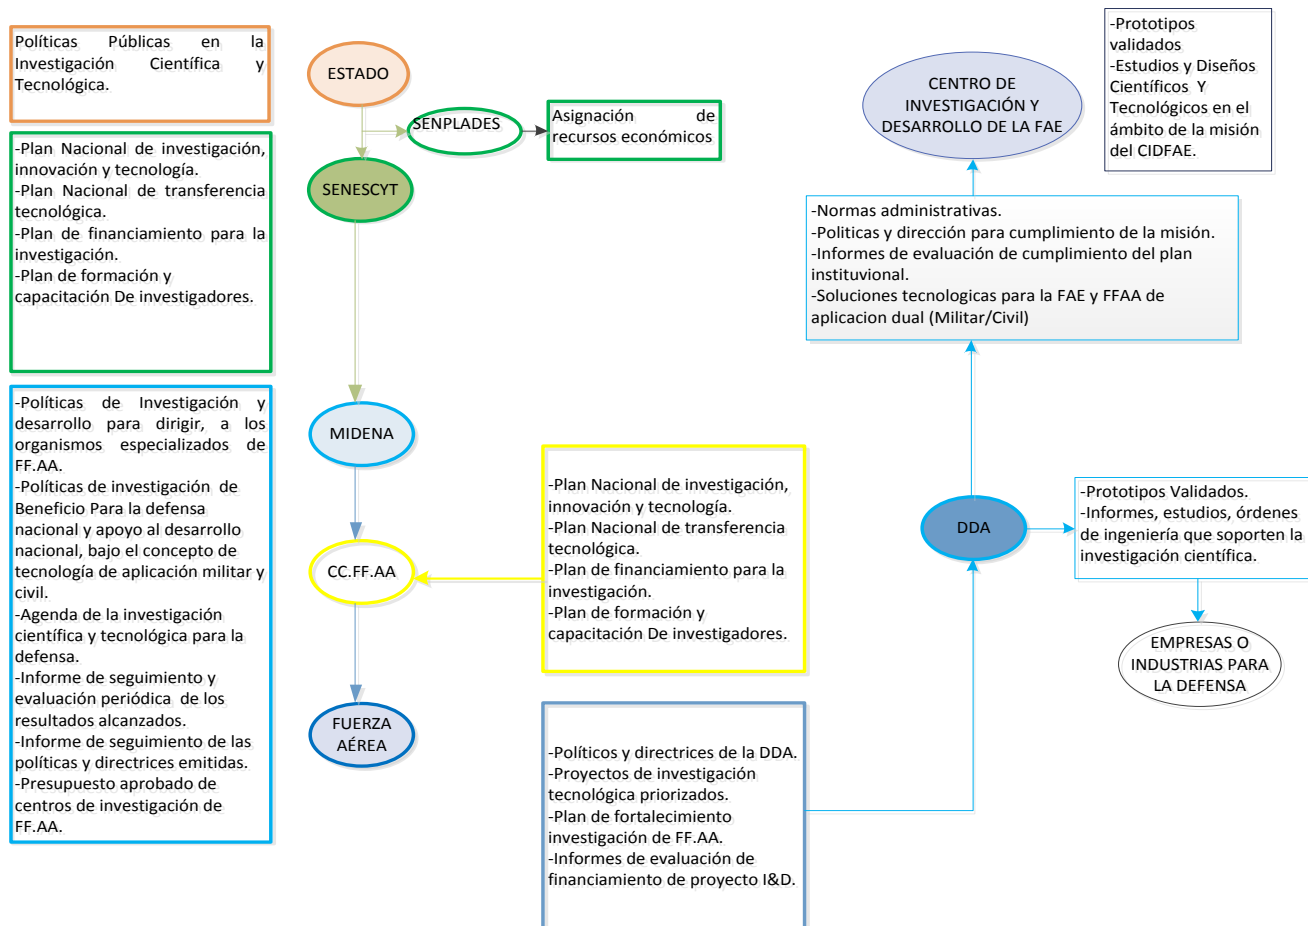 Políticas Públicas en la
Investigación Científica y
Tecnológica.
-Plan Nacional de investigación,
innovación y tecnología.
-Plan Nacional de transferencia
tecnológica.
-Plan de financiamiento para la
investigación.
-Plan de formación y
capacitación De investigadores.
-Políticas de Investigación y
desarrollo para dirigir, a los
organismos especializados de
FF.AA.
-Políticas de investigación de
Beneficio Para la defensa
nacional y apoyo al desarrollo
nacional, bajo el concepto de
tecnología de aplicación militar y
civil.
-Agenda de la investigación
científica y tecnológica para la
defensa.
-Informe de seguimiento y
evaluación periódica de los
resultados alcanzados.
-Informe de seguimiento de las
políticas y directrices emitidas.
-Presupuesto aprobado de
centros de investigación de
FF.AA.
ESTADO
SENPLADES
Asignación de
recursos económicos
SENESCYT
MIDENA
CC.FF.AA
FUERZA
AÉREA
-Plan Nacional de investigación,
innovación y tecnología.
-Plan Nacional de transferencia
tecnológica.
-Plan de financiamiento para la
investigación.
-Plan de formación y
capacitación De investigadores.
-Políticos y directrices de la DDA.
-Proyectos de investigación
tecnológica priorizados.
-Plan de fortalecimiento
investigación de FF.AA.
-Informes de evaluación de
financiamiento de proyecto I&D.
CENTRO DE
INVESTIGACIÓN Y
DESARROLLO DE LA FAE
-Prototipos
validados
-Estudios y Diseños
Científicos Y
Tecnológicos en el
ámbito de la misión
del CIDFAE.
-Normas administrativas.
-Politicas y dirección para cumplimiento de la misión.
-Informes de evaluación de cumplimiento del plan
instituvional.
-Soluciones tecnologicas para la FAE y FFAA de
aplicacion dual (Militar/Civil)
DDA
-Prototipos Validados.
-Informes, estudios, órdenes
de ingeniería que soporten la
investigación científica.
EMPRESAS O
INDUSTRIAS PARA
LA DEFENSA